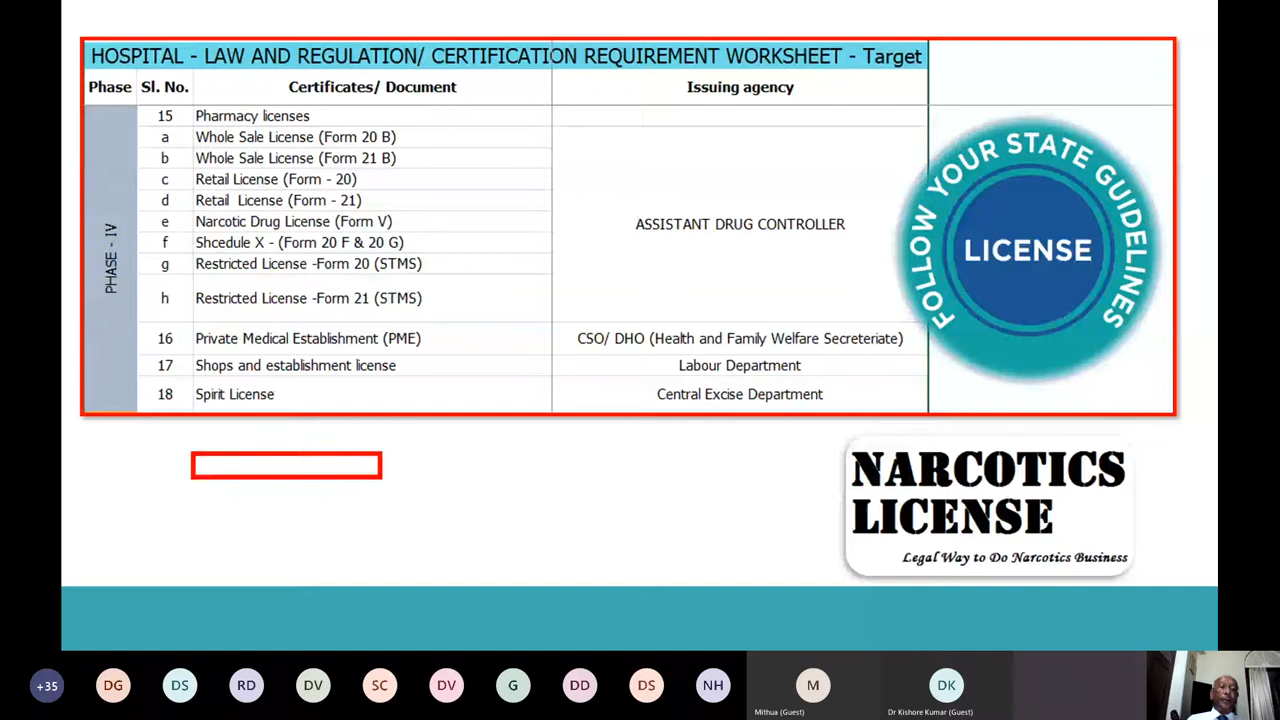 HOSPITAL - LAW AND REGULATION/ CERTIFICATION REQUIREMENT WORKSHEET - Target
Phase Sl. No. Certificates/ Document Issuing agency
PHASE - IV
15 Pharmacy licenses
a Whole Sale License (Form 20 B)
b Whole Sale License (Form 21 B)
c Retail License (Form - 20)
d Retail License (Form - 21)
e Narcotic Drug License (Form V)
f Shcedule X - (Form 20 F & 20 G)
g Restricted License -Form 20 (STMS)
h Restricted License -Form 21 (STMS)
ASSISTANT DRUG CONTROLLER
16 Private Medical Establishment (PME) CSO/ DHO (Health and Family Welfare Secreteriate)
17 Shops and establishment license Labour Department
18 Spirit License Central Excise Department
FOLLOW YOUR STATE GUIDELINES
LICENSE
NARCOTICS
LICENSE
Legal Way to Do Narcotics Business
+35 DG DS RD DV SC DV G DD DS NH M DK
Mithua (Guest) Dr Kishore Kumar (Guest)